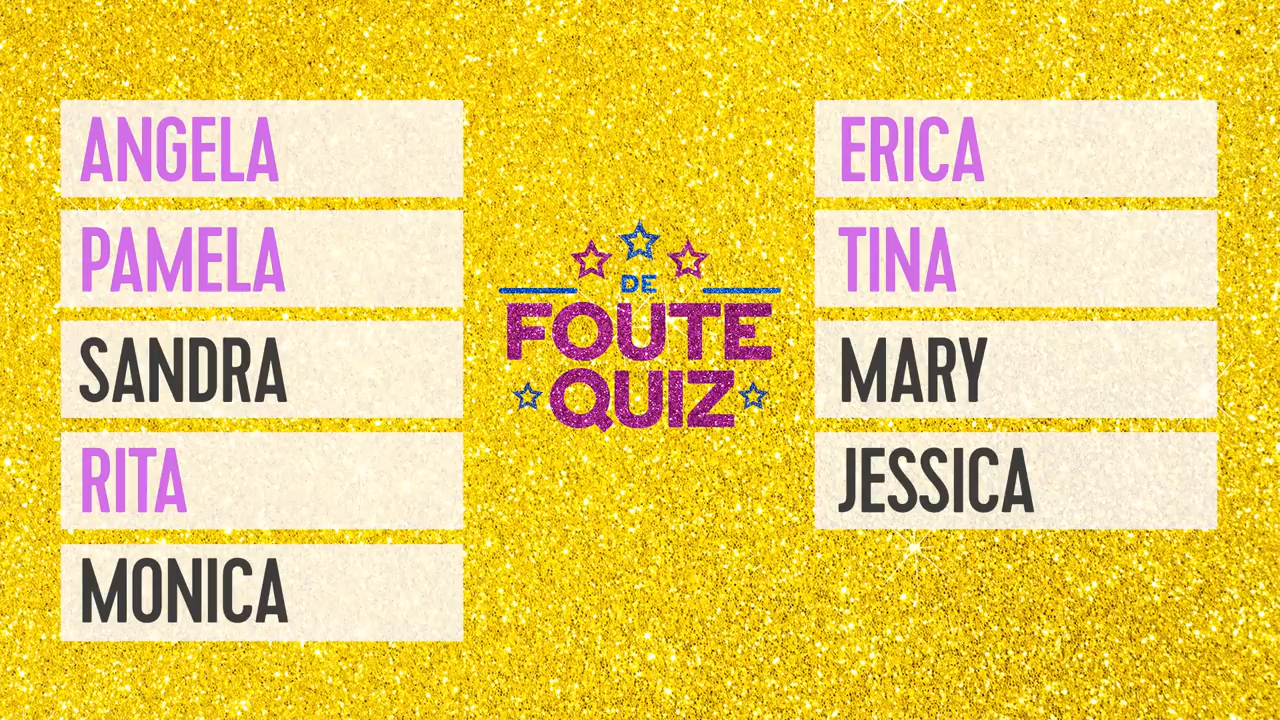 ANGELA
PAMELA
SANDRA
RITA
MONICA
DE
FOUTE
QUIZ
ERICA
TINA
MARY
JESSICA